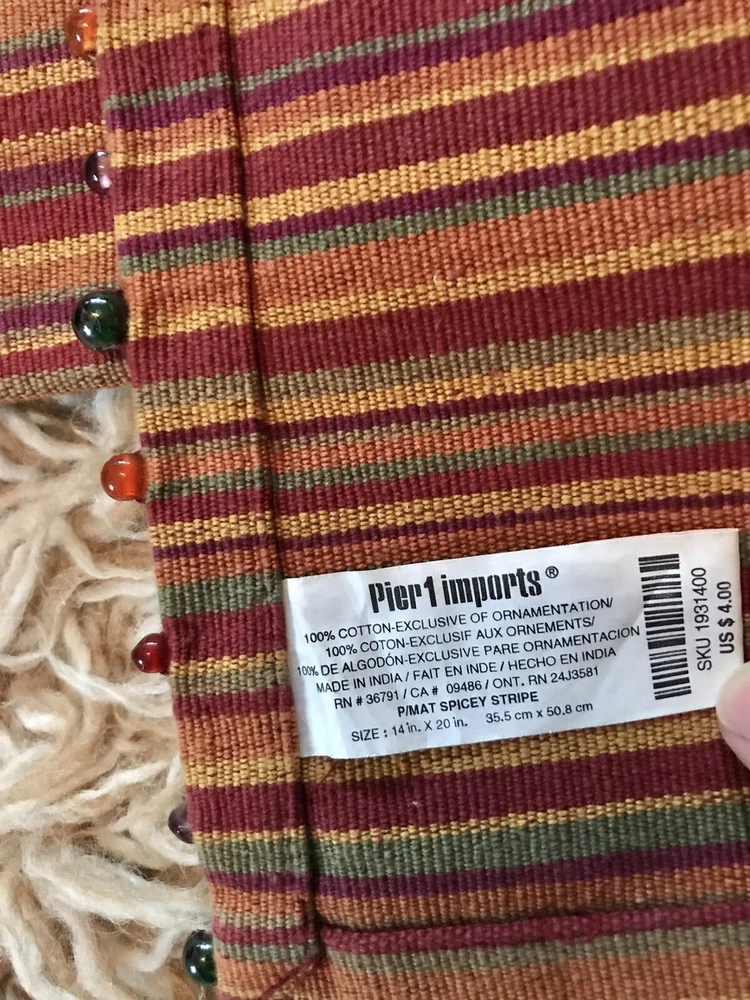 Pier 1 imports®
100% COTTON-EXCLUSIVE OF ORNAMENTATION/
100% COTON-EXCLUSIF AUX ORNEMENTS/
100% DE ALGODÓN-EXCLUSIVE PARE ORNAMENTACION
MADE IN INDIA / FAIT EN INDE / HECHO EN INDIA
RN # 36791 / CA # 09486 / ONT. RN 24J3581
P/MAT SPICEY STRIPE
SIZE : 14 in. X 20 in. 35.5 cm x 50.8 cm
SKU 1931400
US $ 4.00